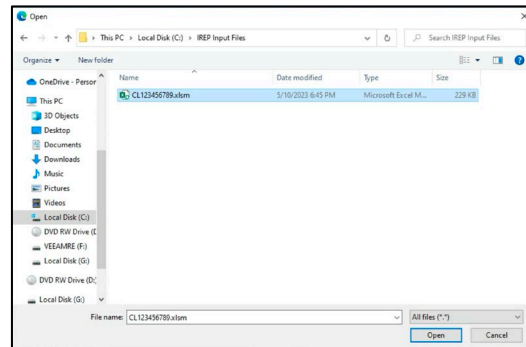 Open
This PC > Local Disk (C:) > IREP Input Files
Search IREP Input Files
Organize
New folder
Name
Date modified
Type
Size
CL123456789.xlsm
5/10/2023 6:45 PM
Microsoft Excel M...
229 KB
OneDrive - Person
This PC
3D Objects
Desktop
Documents
Downloads
Music
Pictures
Videos
Local Disk (C:)
DVD RW Drive (D
VEEAMRE (F:)
Local Disk (G:)
DVD RW Drive (D:)
Local Disk (G:)
File name: CL123456789.xlsm
All files (*.*)
Open
Cancel